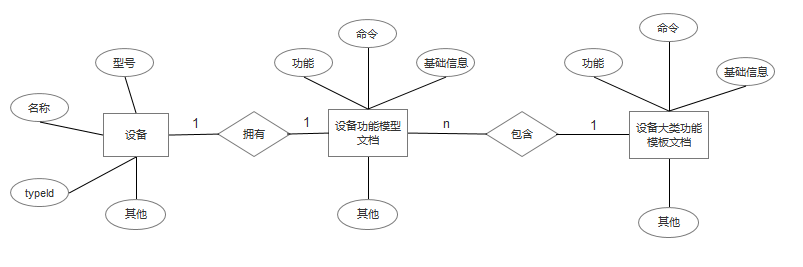 命令
命令
型号
功能
基础信息
功能
基础信息
名称
设备
1
拥有
1
设备功能模型
文档
n
包含
1
设备大类功能
模板文档
typeId
其他
其他
其他